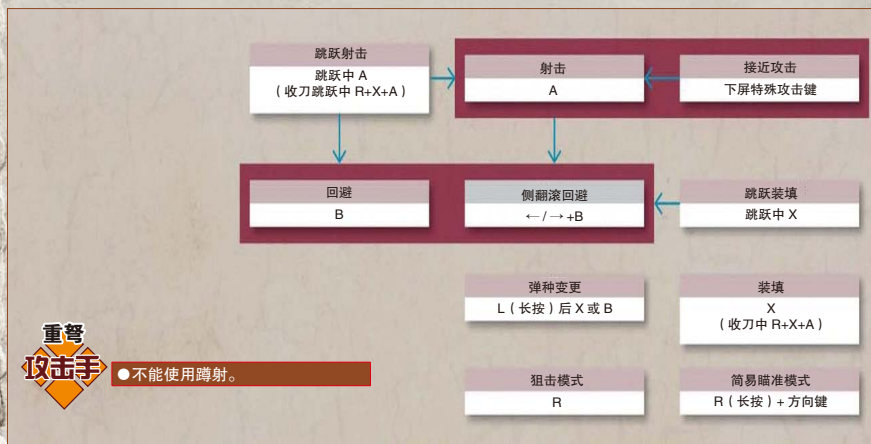 跳跃射击
跳跃中 A
（收刀跳跃中 R+X+A）
射击
A
接近攻击
下屏特殊攻击键
回避
B
侧翻滚回避
←/→+B
跳跃装填
跳跃中 X
弹种变更
L（长按）后 X 或 B
装填
X
（收刀中 R+X+A）
重弩
攻击手
●不能使用蹲射。
狙击模式
R
简易瞄准模式
R（长按）+ 方向键